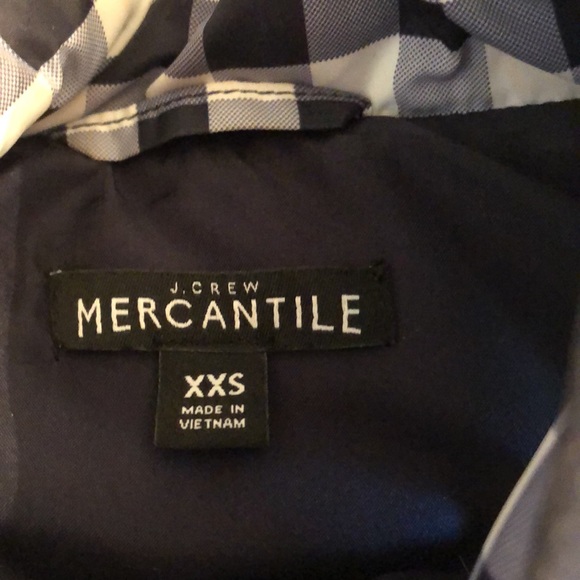 J.CREW
MERCANTILE
XXS
MADE IN
VIETNAM